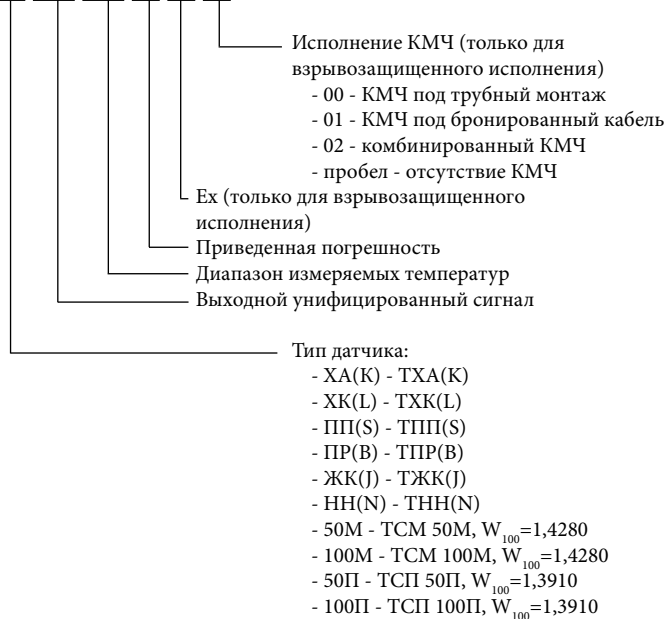 Исполнение КМЧ (только для
взрывозащищенного исполнения)
- 00 - КМЧ под трубный монтаж
- 01 - КМЧ под бронированный кабель
- 02 - комбинированный КМЧ
- пробел - отсутствие КМЧ
Ex (только для взрывозащищенного
исполнения)
Приведенная погрешность
Диапазон измеряемых температур
Выходной унифицированный сигнал
Тип датчика:
- ХА(К) - ТХА(K)
- ХК(L) - ТХК(L)
- ПП(S) - ТПП(S)
- ПР(B) - ТПР(B)
- ЖК(J) - ТЖК(J)
- НН(N) - ТНН(N)
- 50М - ТСМ 50М, W₁₀₀=1,4280
- 100М - ТСМ 100М, W₁₀₀=1,4280
- 50П - ТСП 50П, W₁₀₀=1,3910
- 100П - ТСП 100П, W₁₀₀=1,3910